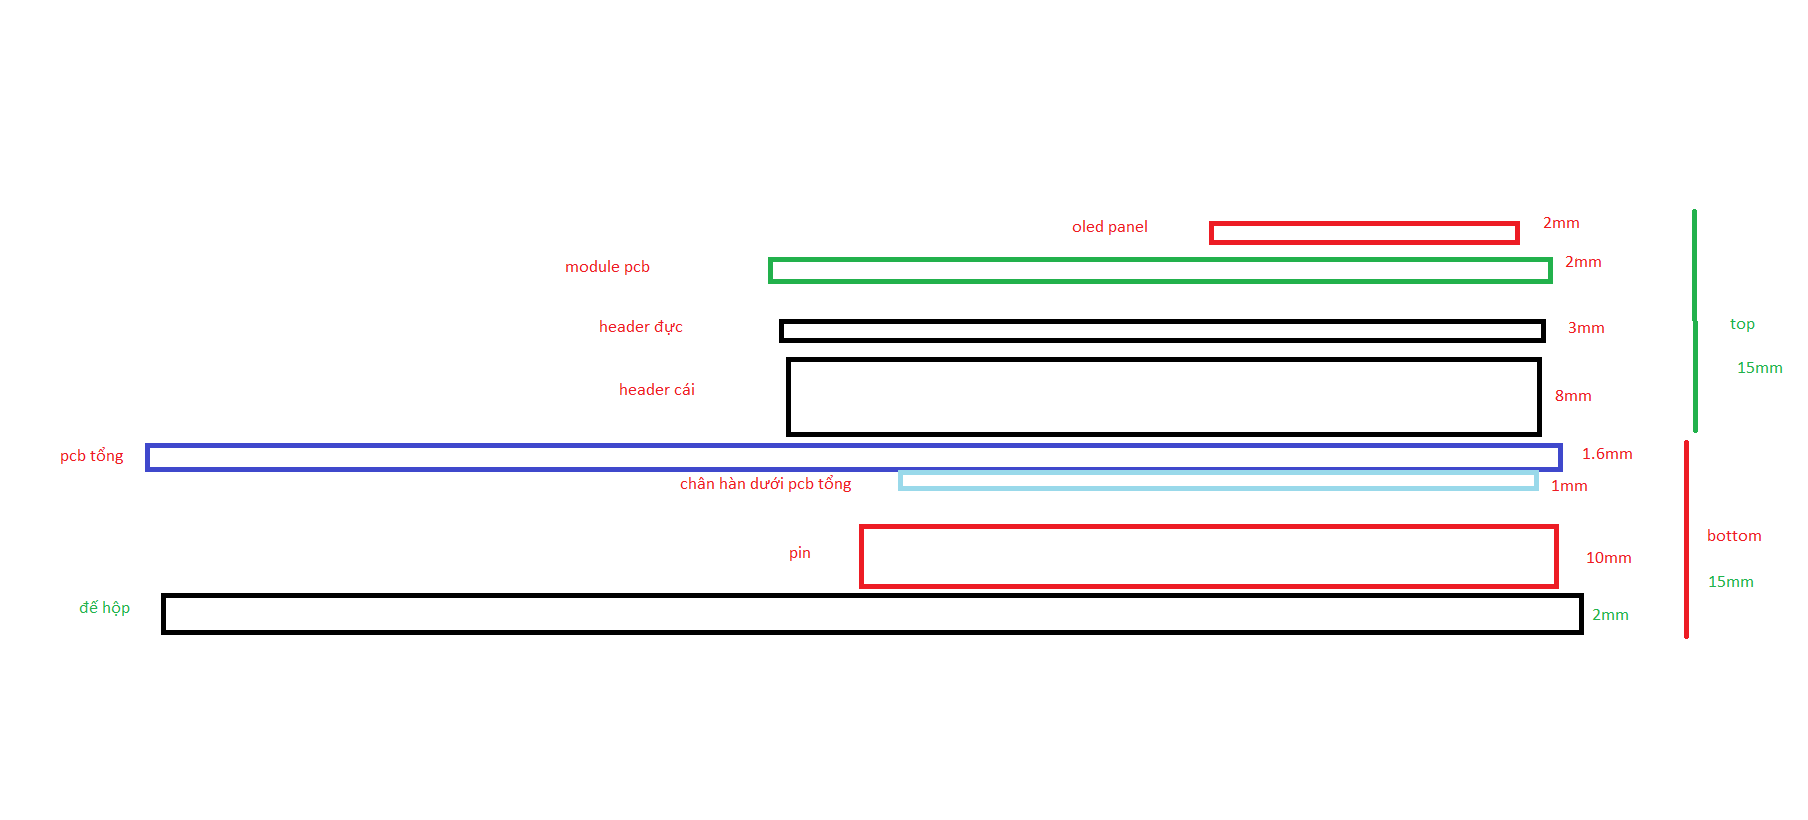 oled panel
2mm
module pcb
2mm
header đực
3mm
top
15mm
header cái
8mm
pcb tổng
1.6mm
chân hàn dưới pcb tổng
1mm
bottom
pin
10mm
15mm
đế hộp
2mm